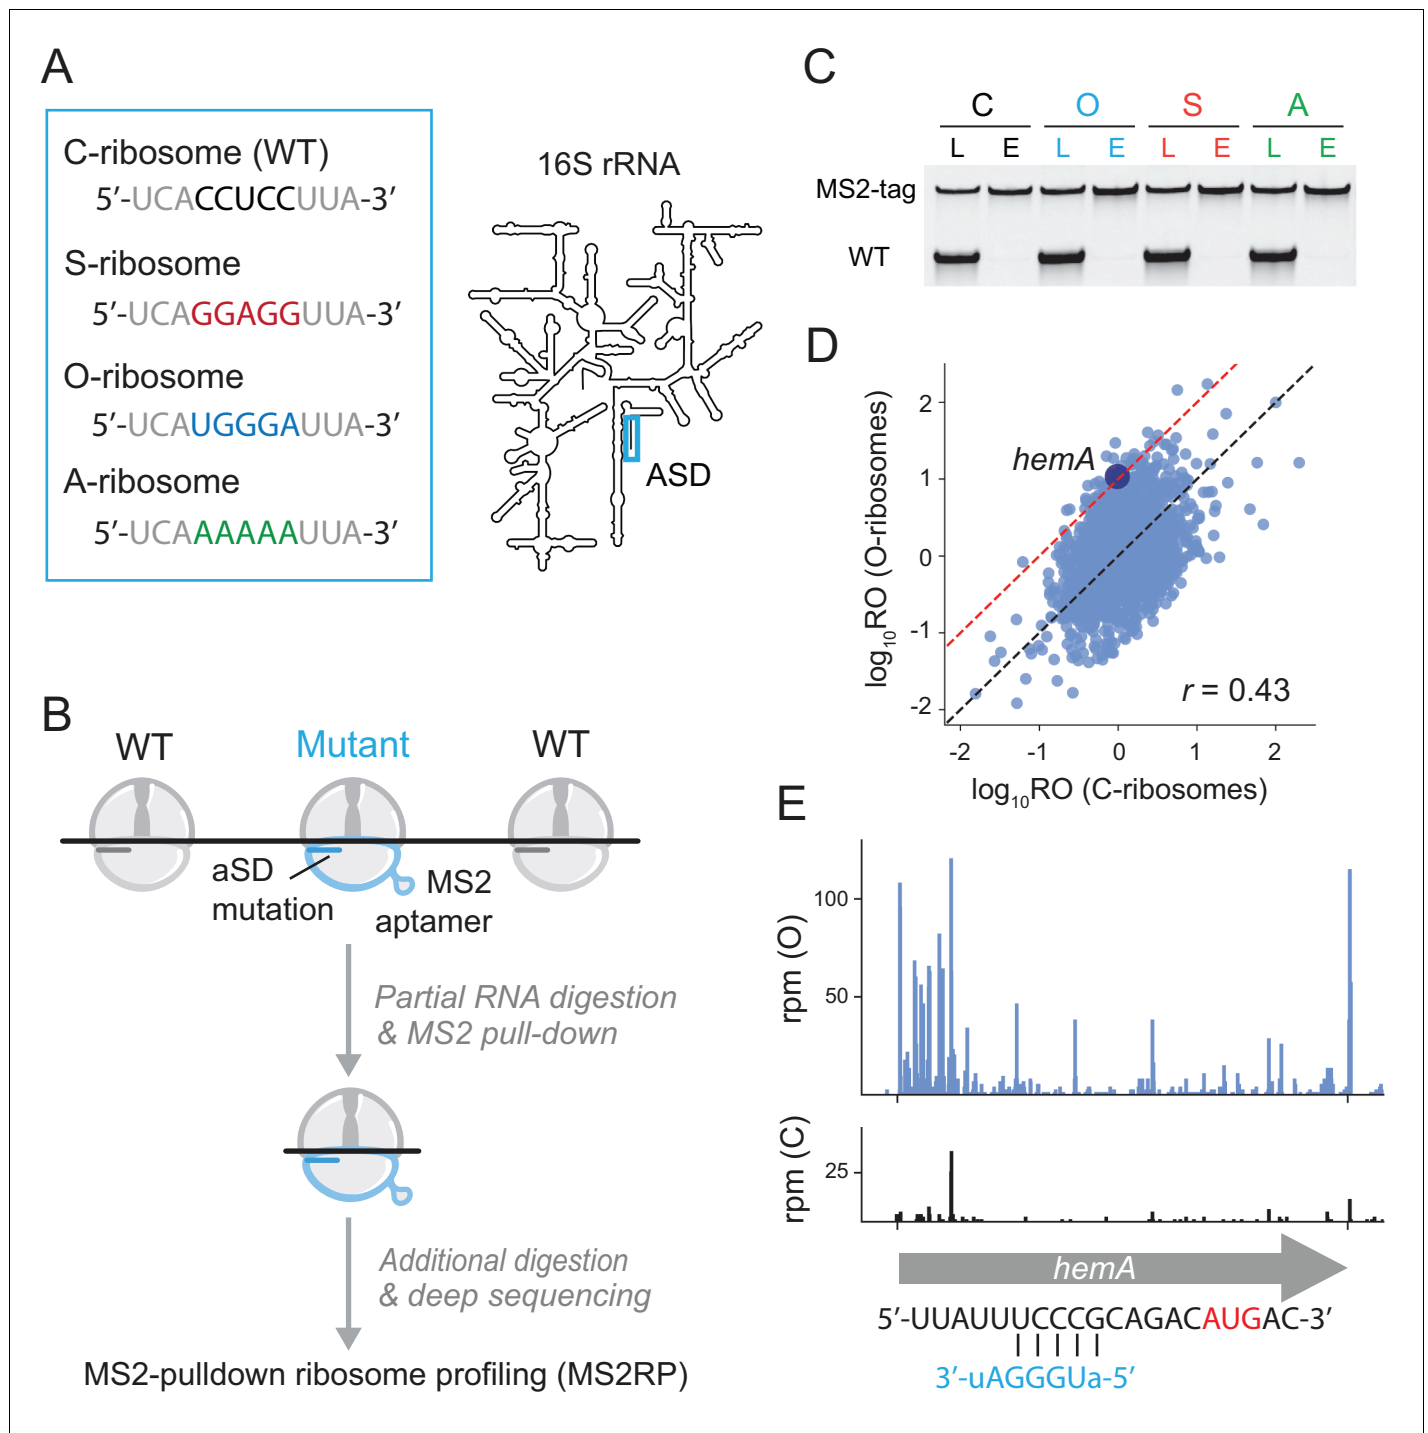 A
C-ribosome (WT)
5′-UCACCUCCUUA-3′
S-ribosome
5′-UCAGGAGGUUA-3′
O-ribosome
5′-UCAUGGGAUUA-3′
A-ribosome
5′-UCAAAAAAUUA-3′
16S rRNA
ASD
B
WT
Mutant
WT
aSD
mutation
MS2
aptamer
Partial RNA digestion
& MS2 pull-down
Additional digestion
& deep sequencing
MS2-pulldown ribosome profiling (MS2RP)
C
C O S A
L E L E L E L E
MS2-tag
WT
D
log10RO (O-ribosomes)
2
1
0
-1
-2
hemA
r = 0.43
-2 -1 0 1 2
log10RO (C-ribosomes)
E
rpm (O)
100
50
rpm (C)
25
hemA
5′-UUAUUUCCCGCAGACAUGAC-3′
3′-uAGGGUa-5′